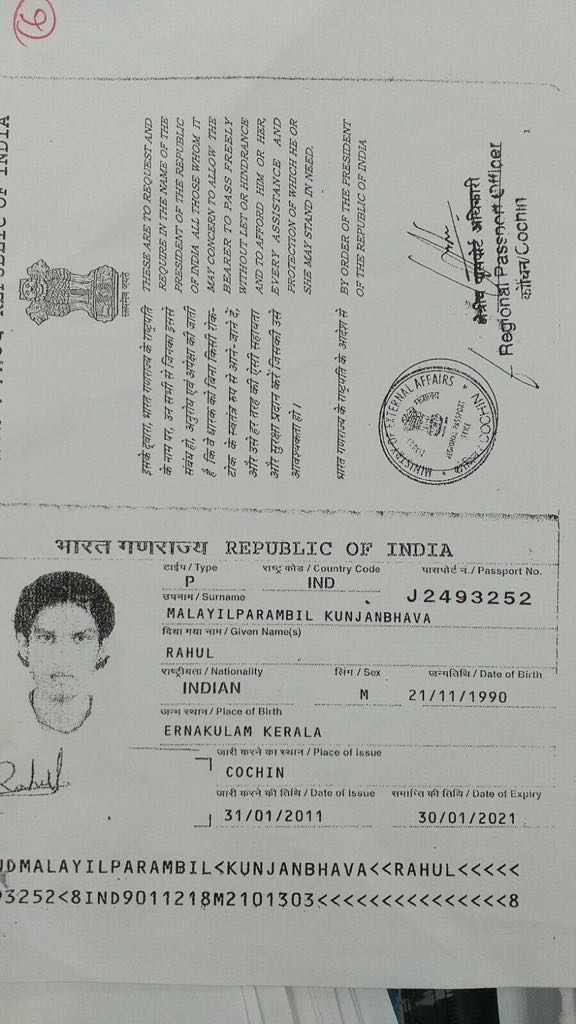 16
REPUBLIC OF INDIA
सत्यमेव जयते
इसके द्वारा, भारत गणराज्य के राष्ट्रपति
के नाम पर, उन सभी से जिनका इससे
संबंध हो, अनुरोध एवं अपेक्षा की जाती
है कि वे धारक को बिना किसी रोक-
टोक के स्वतंत्र रूप से आने-जाने दें,
और उसे हर तरह की ऐसी सहायता
और सुरक्षा प्रदान करें जिसकी उसे
आवश्यकता हो।
भारत गणराज्य के राष्ट्रपति के आदेश से
THESE ARE TO REQUEST AND
REQUIRE IN THE NAME OF THE
PRESIDENT OF THE REPUBLIC
OF INDIA ALL THOSE WHOM IT
MAY CONCERN TO ALLOW THE
BEARER TO PASS FREELY
WITHOUT LET OR HINDRANCE
AND TO AFFORD HIM OR HER,
EVERY ASSISTANCE AND
PROTECTION OF WHICH HE OR
SHE MAY STAND IN NEED.
BY ORDER OF THE PRESIDENT
OF THE REPUBLIC OF INDIA
MINISTRY OF EXTERNAL AFFAIRS
REGIONAL PASSPORT
OFFICE
COCHIN
क्षेत्रीय पासपोर्ट अधिकारी
Regional Passport Officer
कोचिन/Cochin
1
भारत गणराज्य REPUBLIC OF INDIA
टाईप / Type राष्ट्र कोड / Country Code पासपोर्ट नं. / Passport No.
P IND J2493252
उपनाम / Surname
MALAYILPARAMBIL KUNJANBHAVA
दिया गया नाम / Given Name(s)
RAHUL
राष्ट्रीयता / Nationality लिंग / Sex जन्मतिथि / Date of Birth
INDIAN M 21/11/1990
जन्म स्थान / Place of Birth
ERNAKULAM KERALA
जारी करने का स्थान / Place of Issue
COCHIN
जारी करने की तिथि / Date of Issue समाप्ति की तिथि / Date of Expiry
31/01/2011 30/01/2021
Rahul
NDMALAYILPARAMBIL<KUNJANBHAVA<<RAHUL<<<<<
93252<8IND9011218M2101303<<<<<<<<<<<<<<<8